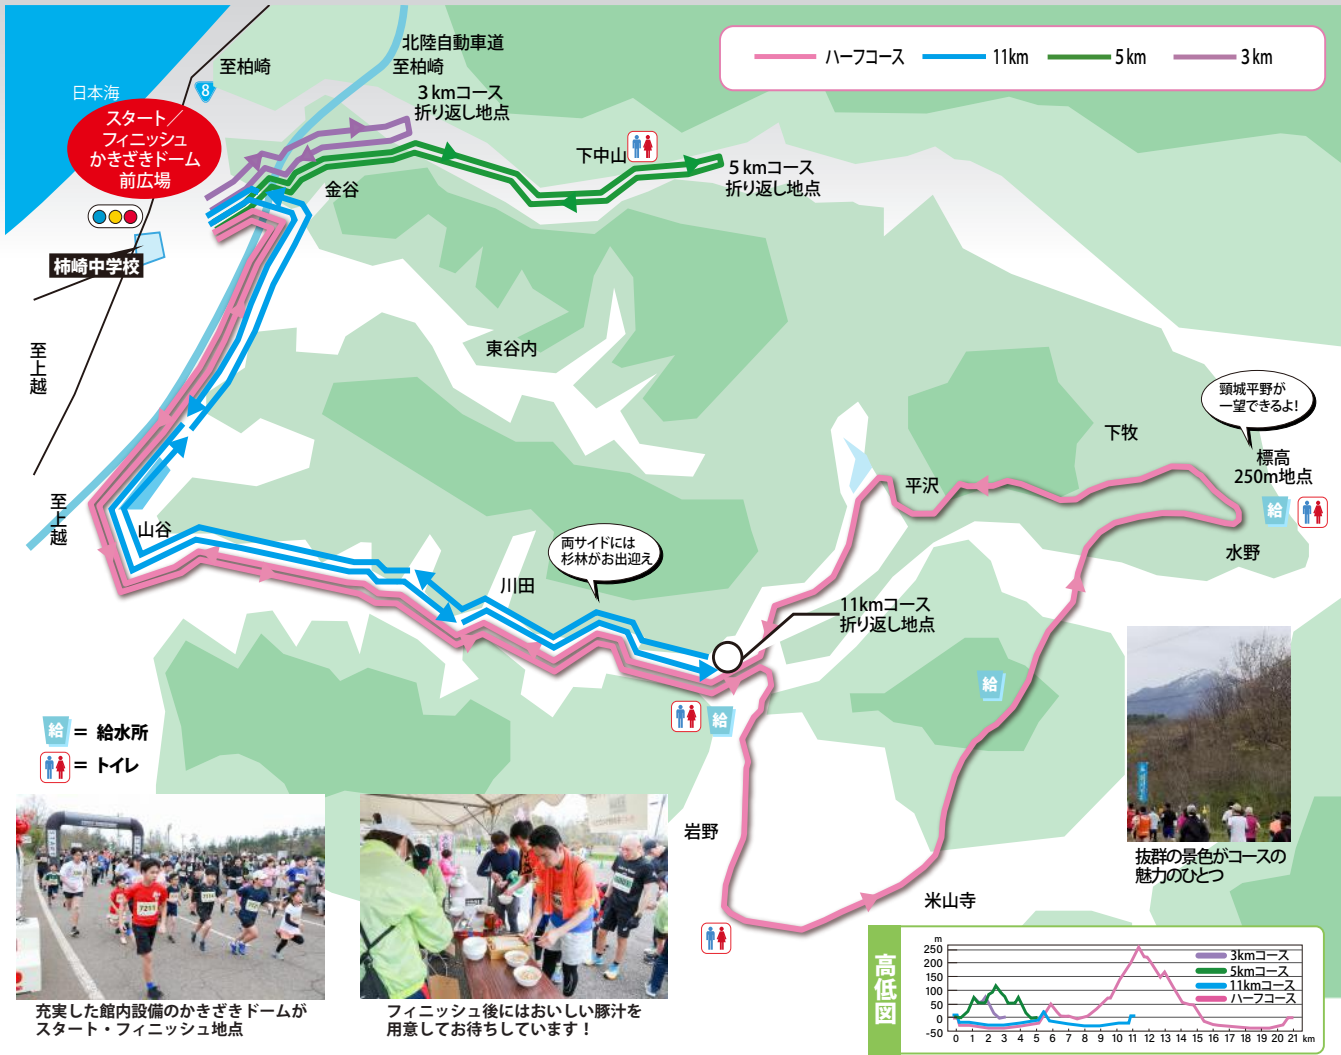 北陸自動車道
至柏崎
至柏崎
8
日本海
3kmコース
折り返し地点
ハーフコース
11km
5km
3km
スタート／
フィニッシュ
かきざきドーム
前広場
下中山
5kmコース
折り返し地点
金谷
柿崎中学校
至上越
東谷内
頸城平野が
一望できるよ!
下牧
標高
250m地点
平沢
給
至上越
山谷
両サイドには
杉林がお出迎え
水野
川田
11kmコース
折り返し地点
給
給
給 = 給水所
= トイレ
岩野
米山寺
抜群の景色がコースの
魅力のひとつ
7211
充実した館内設備のかきざきドームが
スタート・フィニッシュ地点
フィニッシュ後にはおいしい豚汁を
用意してお待ちしています！
高低図
m
250
200
150
100
50
0
-50
3kmコース
5kmコース
11kmコース
ハーフコース
0 1 2 3 4 5 6 7 8 9 10 11 12 13 14 15 16 17 18 19 20 21 km